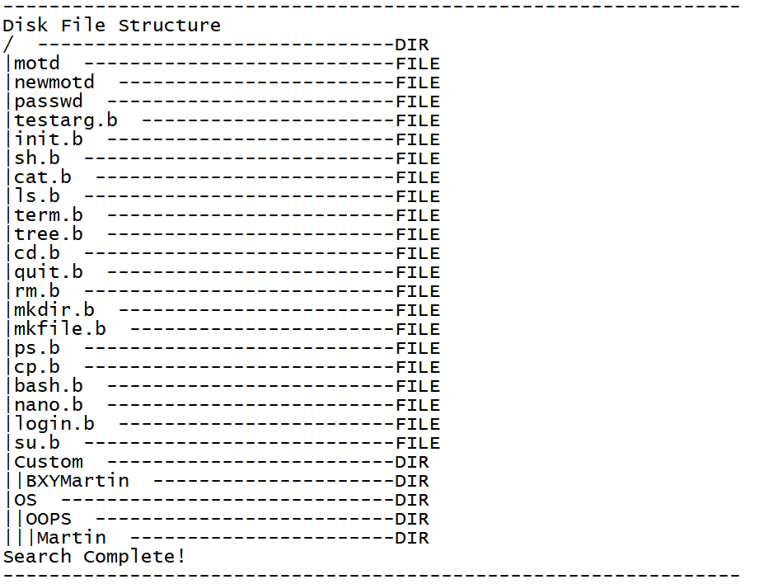 ----------------------------------------------------------------
Disk File Structure
/  -------------------------------DIR
|motd  ---------------------------FILE
|newmotd  ------------------------FILE
|passwd  -------------------------FILE
|testarg.b  ----------------------FILE
|init.b  -------------------------FILE
|sh.b  ---------------------------FILE
|cat.b  --------------------------FILE
|ls.b  ---------------------------FILE
|term.b  -------------------------FILE
|tree.b  -------------------------FILE
|cd.b  ---------------------------FILE
|quit.b  -------------------------FILE
|rm.b  ---------------------------FILE
|mkdir.b  ------------------------FILE
|mkfile.b  -----------------------FILE
|ps.b  ---------------------------FILE
|cp.b  ---------------------------FILE
|bash.b  -------------------------FILE
|nano.b  -------------------------FILE
|login.b  ------------------------FILE
|su.b  ---------------------------FILE
|Custom  -------------------------DIR
||BXYMartin  ---------------------DIR
|OS  -----------------------------DIR
||OOPS  --------------------------DIR
|||Martin  -----------------------DIR
Search Complete!
----------------------------------------------------------------